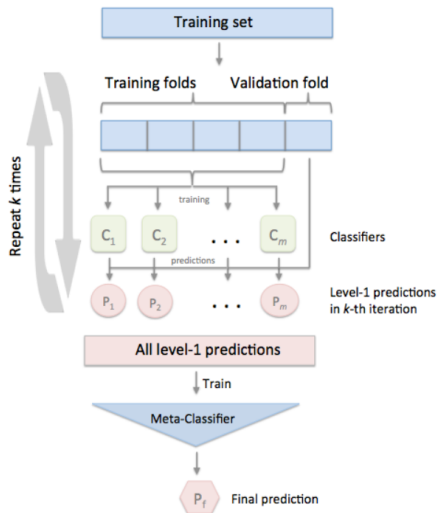 Training set
Training folds
Validation fold
Repeat k times
training
C1
C2
...
Cm
Classifiers
predictions
P1
P2
...
Pm
Level-1 predictions
in k-th iteration
All level-1 predictions
Train
Meta-Classifier
Pf
Final prediction